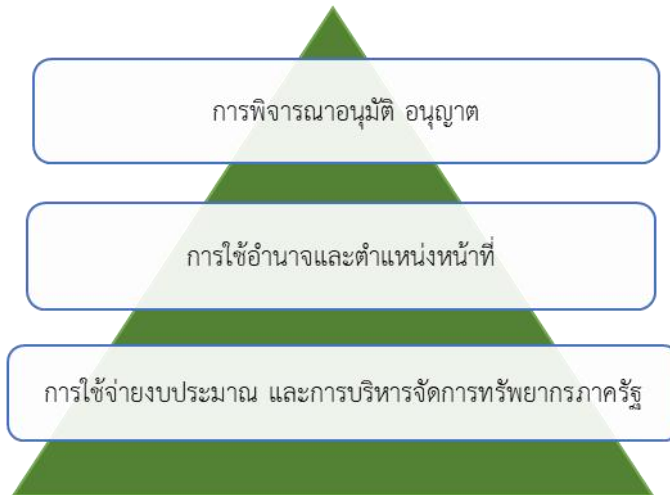 การพิจารณาอนุมัติ อนุญาต
การใช้อำนาจและตำแหน่งหน้าที่
การใช้จ่ายงบประมาณ และการบริหารจัดการทรัพยากรภาครัฐ